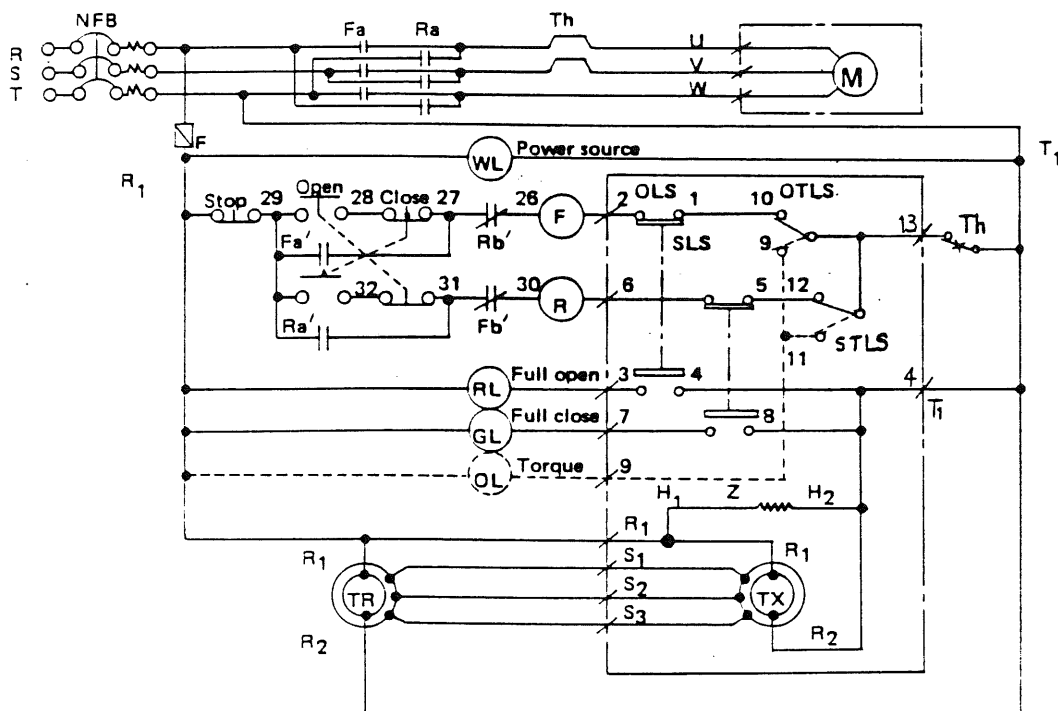 NFB Fa Ra Th
R U
S V M
T W
F
WL Power source T1
R1
Stop 29 Open 28 Close 27 26 F 2 OLS 1 10 OTLS
Fa′ Rb′ SLS 9 13 Th
32 31 30 R 6 5 12
Ra′ Fb′ 11 STLS
RL Full open 3 4 4
GL Full close 7 8 T1
OL Torque 9
H1 Z H2
R1
R1 S1 R1
TR S2 TX
R2 S3 R2